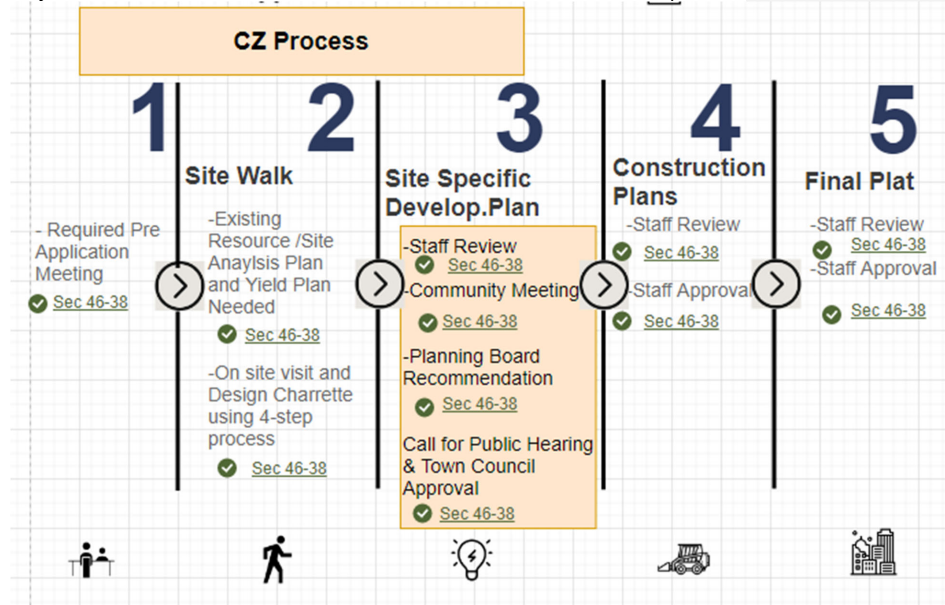 CZ Process
1
- Required Pre
Application
Meeting
Sec 46-38
2
Site Walk
-Existing
Resource /Site
Anaylsis Plan
and Yield Plan
Needed
Sec 46-38
-On site visit and
Design Charrette
using 4-step
process
Sec 46-38
3
Site Specific
Develop.Plan
-Staff Review
Sec 46-38
-Community Meeting
Sec 46-38
-Planning Board
Recommendation
Sec 46-38
Call for Public Hearing
& Town Council
Approval
Sec 46-38
4
Construction
Plans
-Staff Review
Sec 46-38
-Staff Approval
Sec 46-38
5
Final Plat
-Staff Review
Sec 46-38
-Staff Approval
Sec 46-38